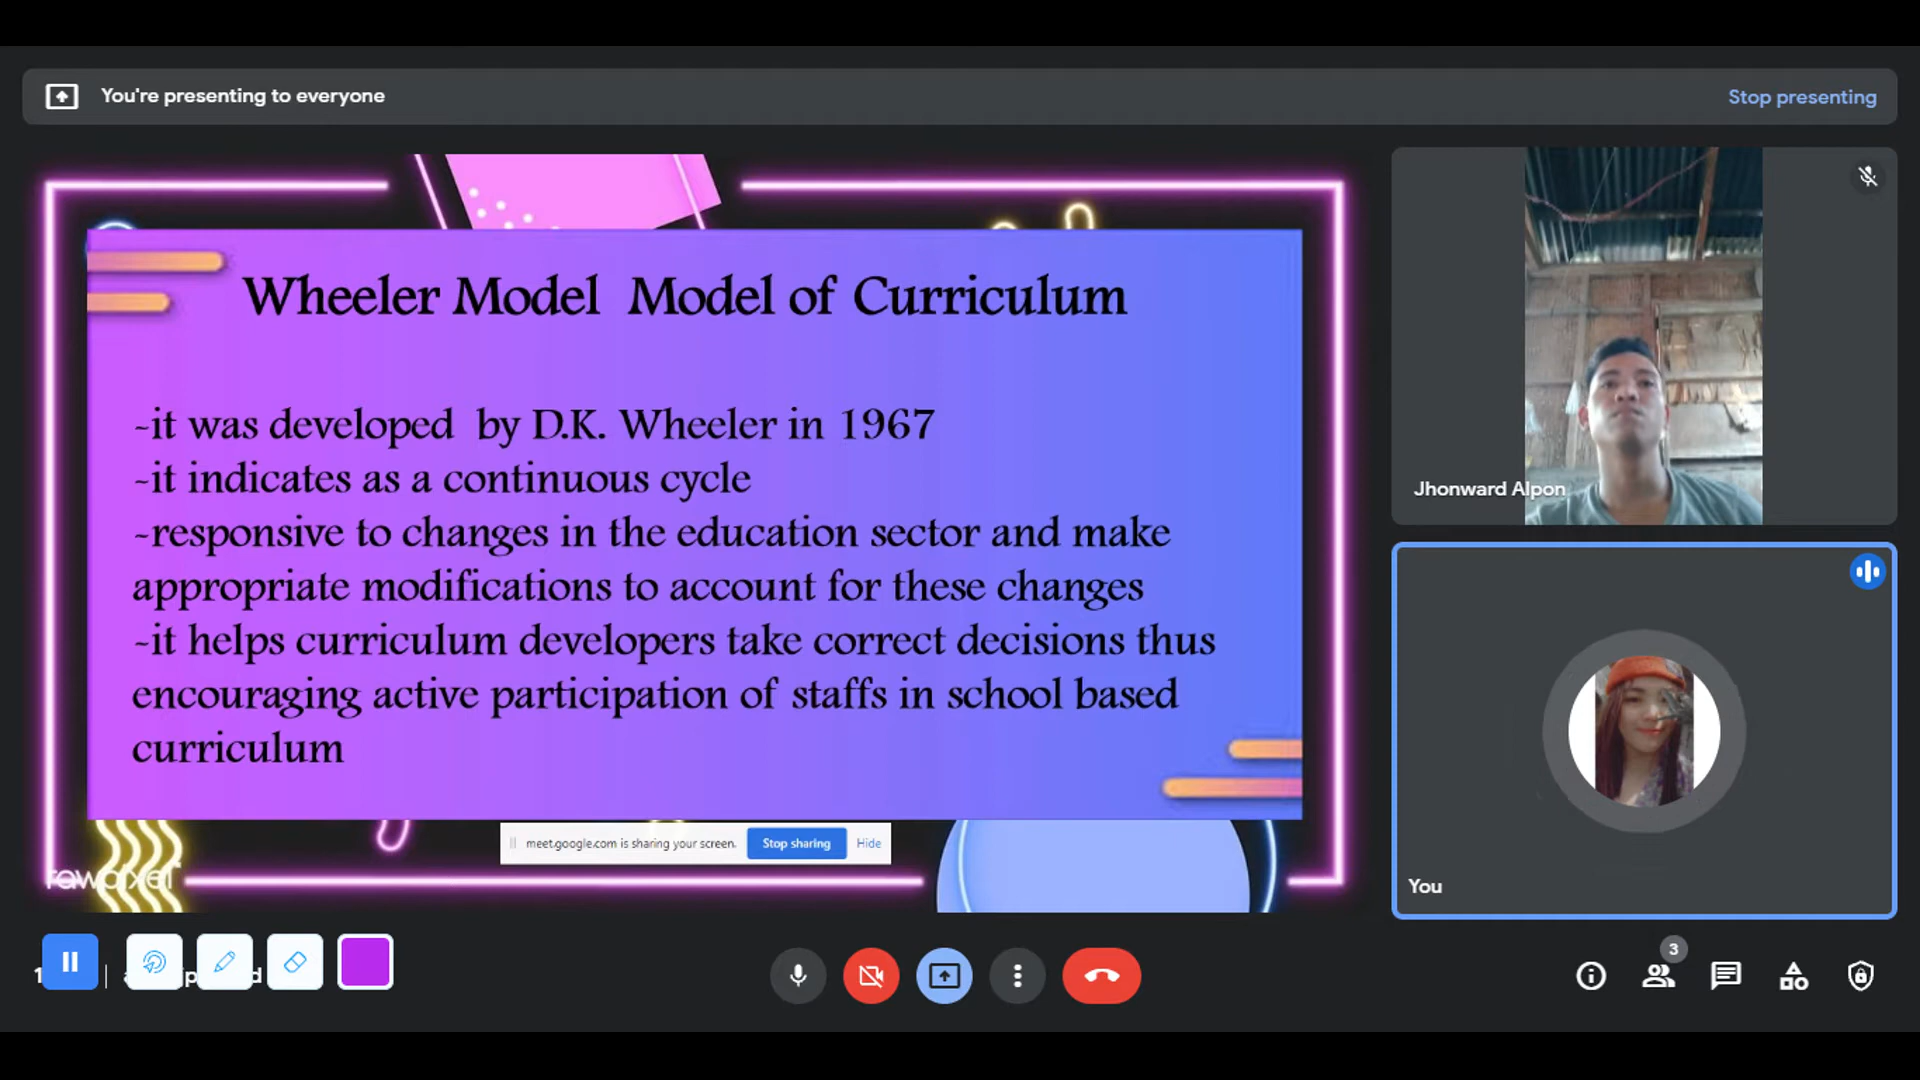 You're presenting to everyone
Stop presenting
Wheeler Model Model of Curriculum
-it was developed by D.K. Wheeler in 1967
-it indicates as a continuous cycle
-responsive to changes in the education sector and make
appropriate modifications to account for these changes
-it helps curriculum developers take correct decisions thus
encouraging active participation of staffs in school based
curriculum
meet.google.com is sharing your screen.
Stop sharing
Hide
rawpixel
Jhonward Alpon
You
3